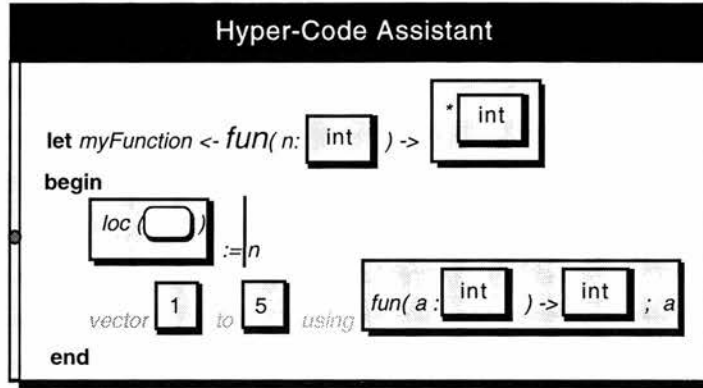 Hyper-Code Assistant
let myFunction <- fun( n: int ) -> * int
begin
loc ( ) := n
vector 1 to 5 using fun( a : int ) -> int ; a
end